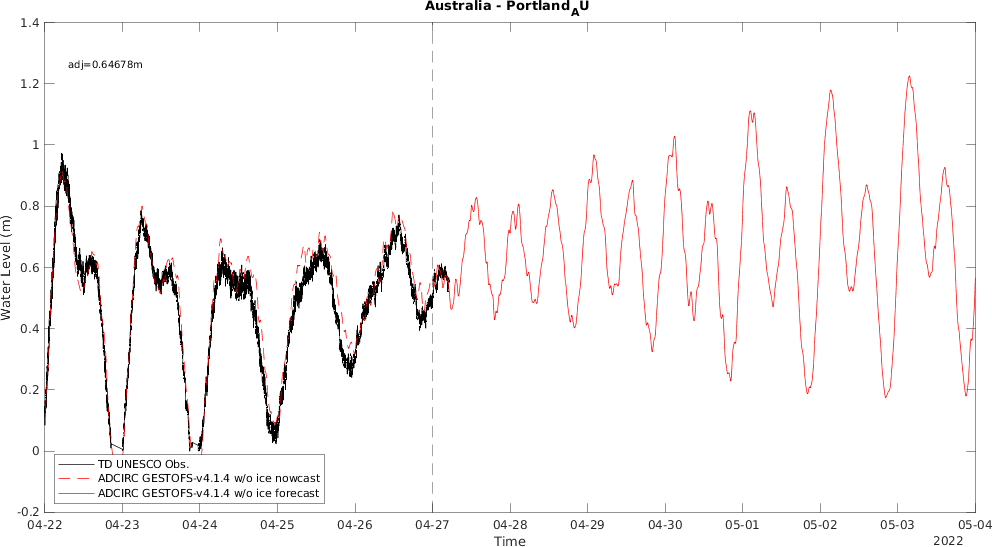 Australia - Portland_AU
adj=0.64678m
1.4
1.2
1
0.8
0.6
0.4
0.2
0
-0.2
Water Level (m)
TD UNESCO Obs.
ADCIRC GESTOFS-v4.1.4 w/o ice nowcast
ADCIRC GESTOFS-v4.1.4 w/o ice forecast
04-22 04-23 04-24 04-25 04-26 04-27 04-28 04-29 04-30 05-01 05-02 05-03 05-04
Time
2022